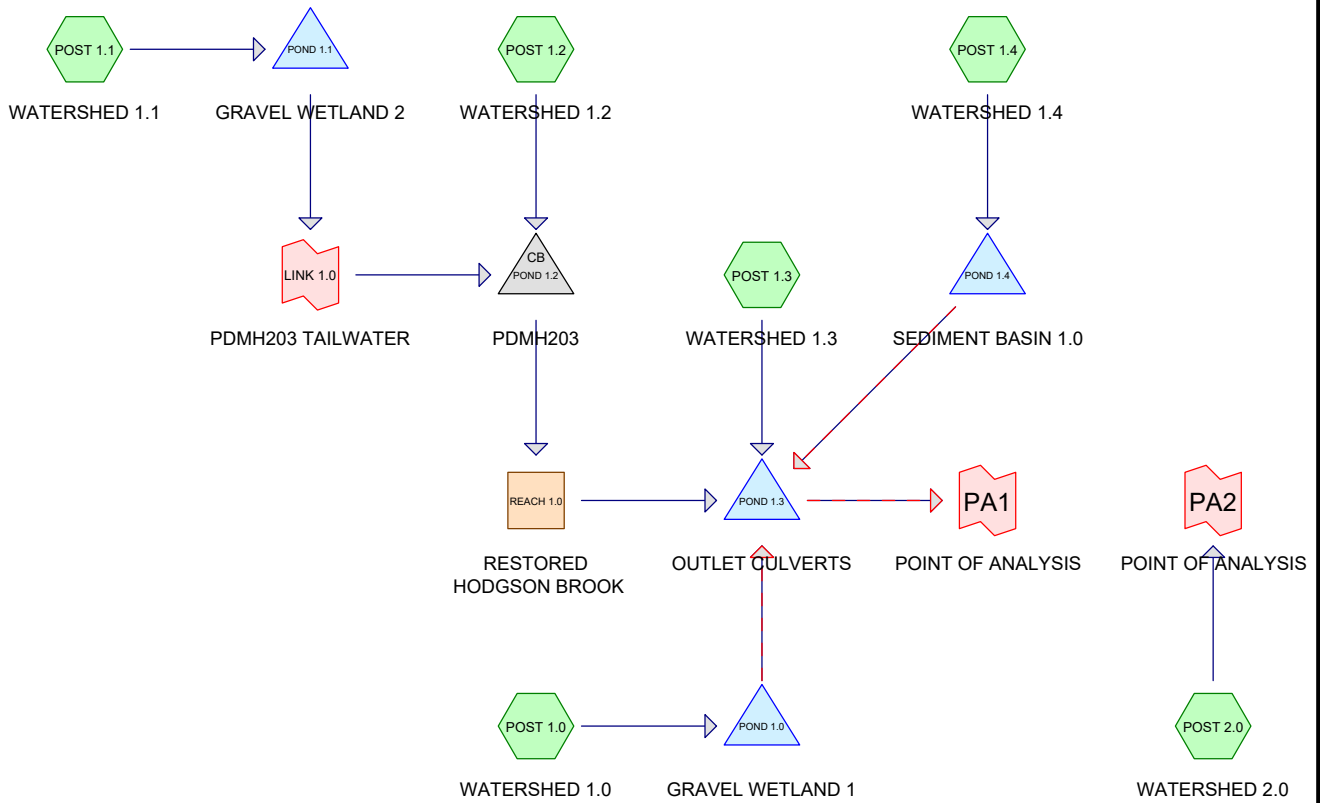 POST 1.1
POND 1.1
POST 1.2
POST 1.4
WATERSHED 1.1
GRAVEL WETLAND 2
WATERSHED 1.2
WATERSHED 1.4
LINK 1.0
CB
POND 1.2
POST 1.3
POND 1.4
PDMH203 TAILWATER
PDMH203
WATERSHED 1.3
SEDIMENT BASIN 1.0
REACH 1.0
POND 1.3
PA1
PA2
RESTORED
HODGSON BROOK
OUTLET CULVERTS
POINT OF ANALYSIS
POINT OF ANALYSIS
POST 1.0
POND 1.0
POST 2.0
WATERSHED 1.0
GRAVEL WETLAND 1
WATERSHED 2.0